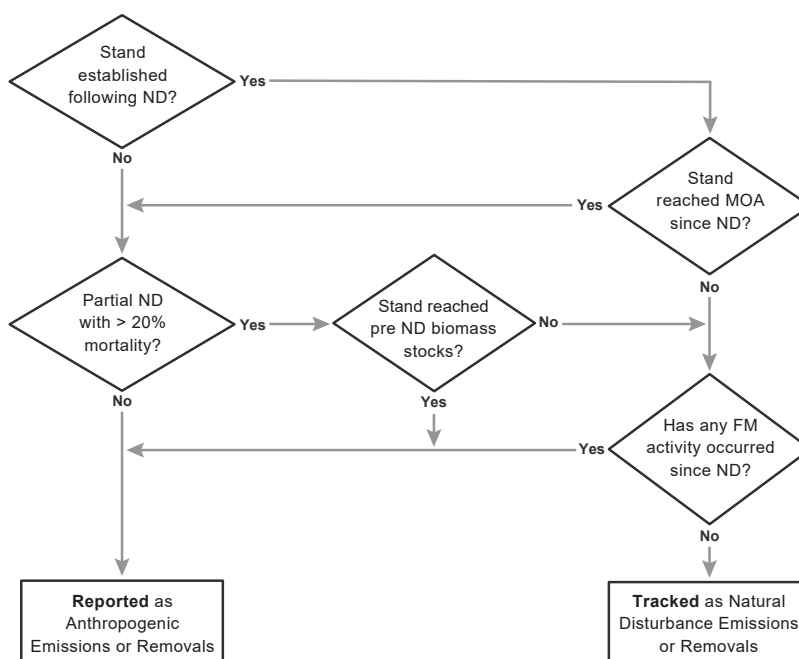 Stand
established
following ND?
Yes
No
Stand
reached MOA
since ND?
Yes
No
Partial ND
with > 20%
mortality?
Yes
No
Stand reached
pre ND biomass
stocks?
No
Yes
Has any FM
activity occurred
since ND?
Yes
No
Reported as
Anthropogenic
Emissions or Removals
Tracked as Natural
Disturbance Emissions
or Removals